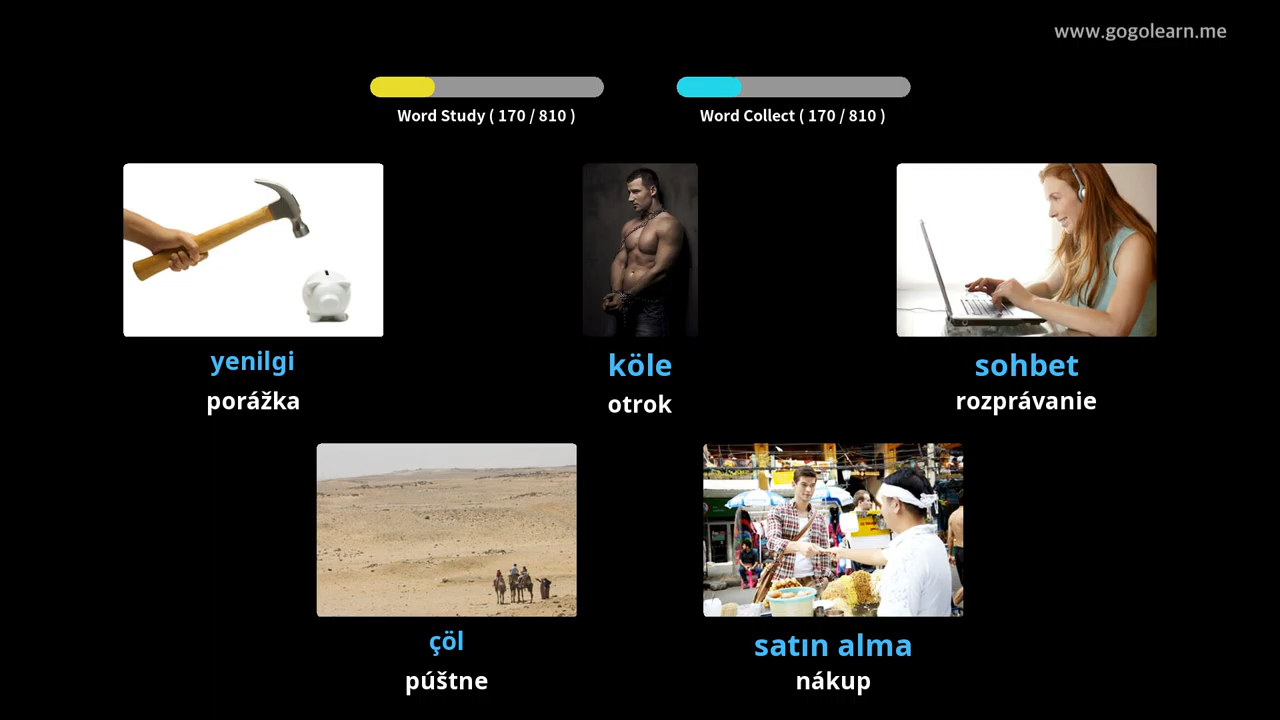 www.gogolearn.me
Word Study ( 170 / 810 )
Word Collect ( 170 / 810 )
yenilgi
porážka
köle
otrok
sohbet
rozprávanie
çöl
púštne
satın alma
nákup